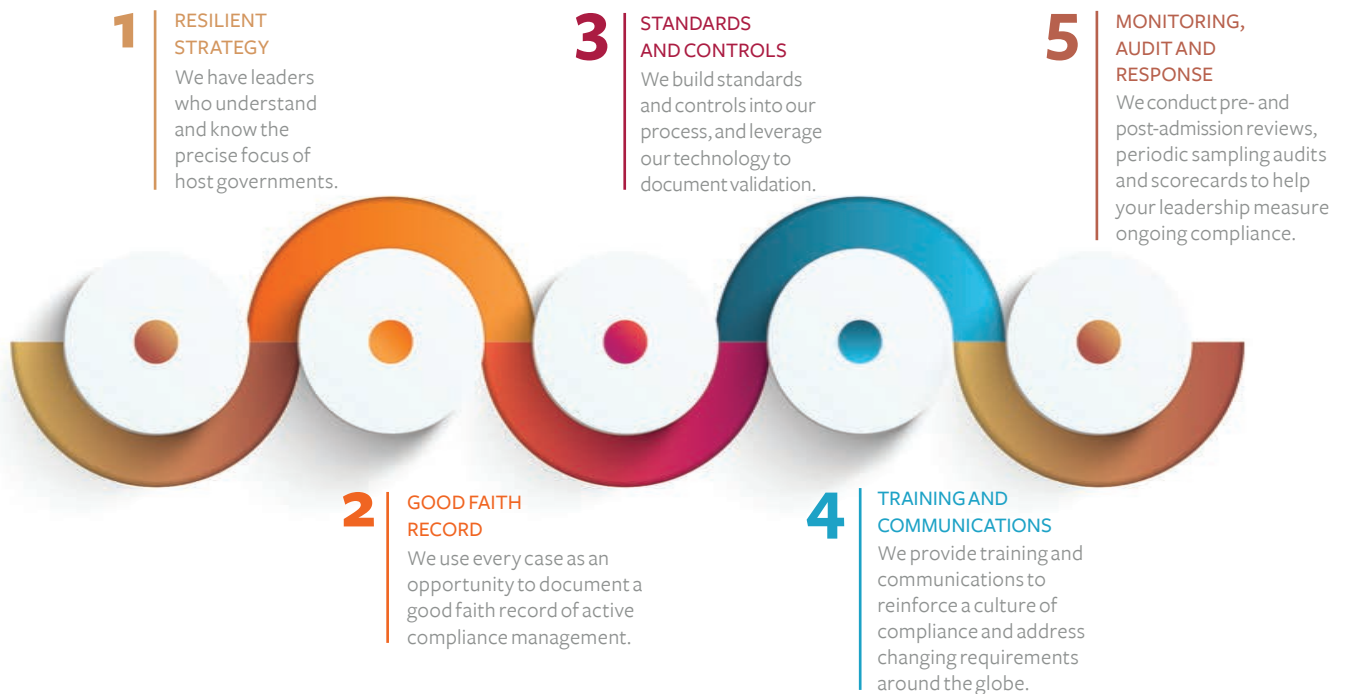 1
RESILIENT
STRATEGY
We have leaders
who understand
and know the
precise focus of
host governments.
2
GOOD FAITH
RECORD
We use every case as an
opportunity to document a
good faith record of active
compliance management.
3
STANDARDS
AND CONTROLS
We build standards
and controls into our
process, and leverage
our technology to
document validation.
4
TRAINING AND
COMMUNICATIONS
We provide training and
communications to
reinforce a culture of
compliance and address
changing requirements
around the globe.
5
MONITORING,
AUDIT AND
RESPONSE
We conduct pre- and
post-admission reviews,
periodic sampling audits
and scorecards to help
your leadership measure
ongoing compliance.